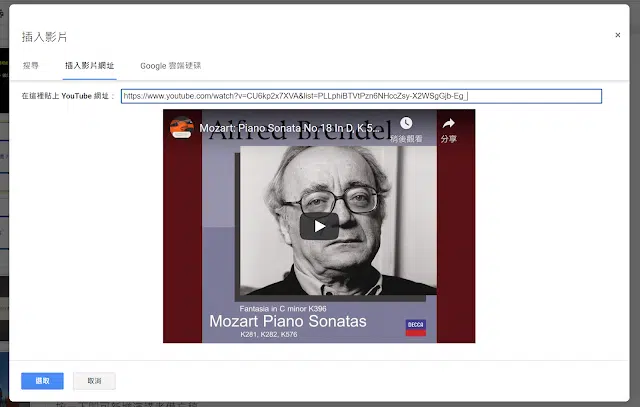 插入影片
×
搜尋
插入影片網址
Google 雲端硬碟
在這裡貼上 YouTube 網址：
https://www.youtube.com/watch?v=CU6kp2x7XVA&list=PLLphiBTVtPzn6NHccZsy-X2WSgGjb-Eg_
Alfred Brendel
Mozart: Piano Sonata No.18 In D, K.5...
稍後觀看
分享
Fantasia in C minor K396
Mozart Piano Sonatas
K281, K282, K576
DECCA
選取
取消